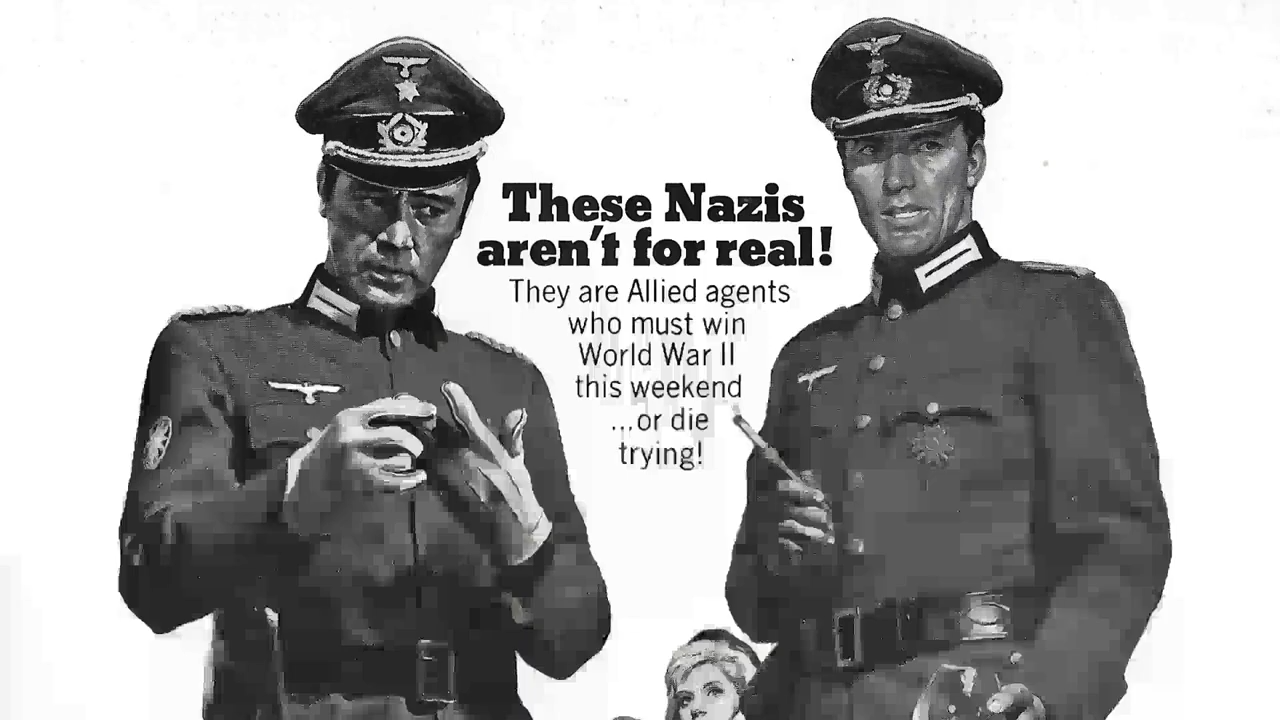 These Nazis
aren't for real!
They are Allied agents
who must win
World War II
this weekend
...or die
trying!